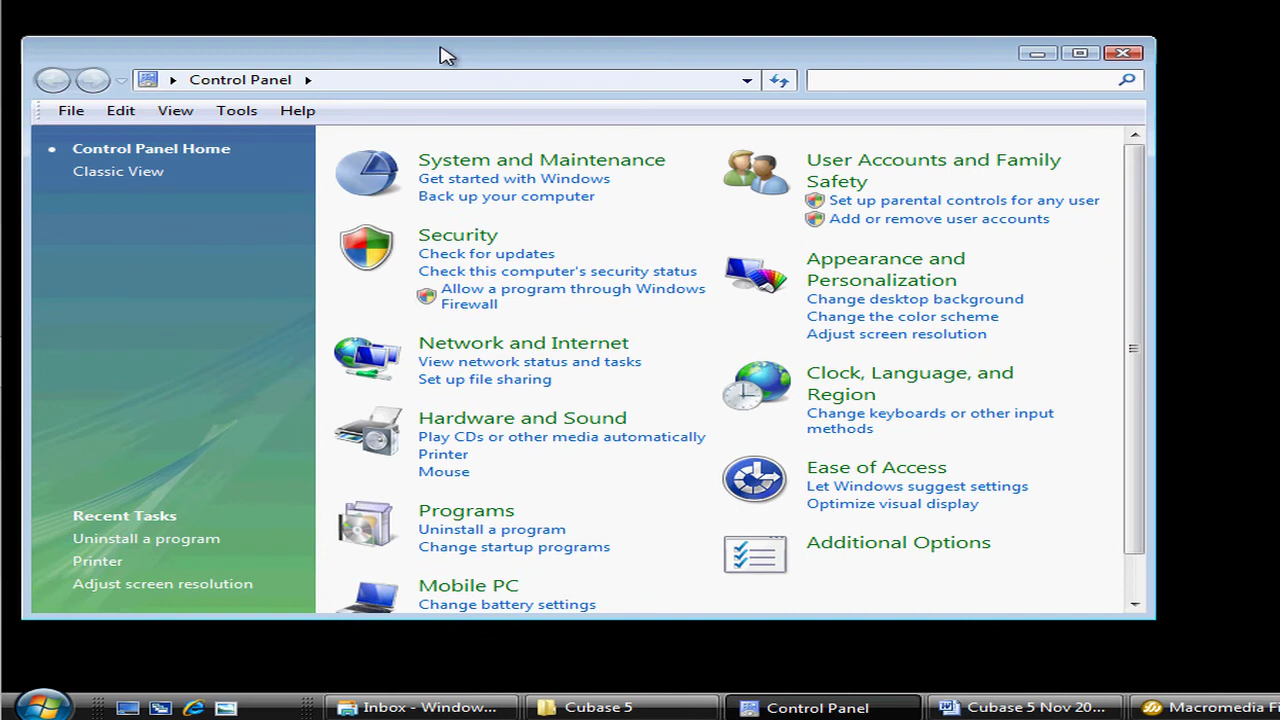 Control Panel
File Edit View Tools Help
Control Panel Home
Classic View
System and Maintenance
Get started with Windows
Back up your computer
Security
Check for updates
Check this computer's security status
Allow a program through Windows
Firewall
Network and Internet
View network status and tasks
Set up file sharing
Hardware and Sound
Play CDs or other media automatically
Printer
Mouse
Programs
Uninstall a program
Change startup programs
Mobile PC
Change battery settings
User Accounts and Family
Safety
Set up parental controls for any user
Add or remove user accounts
Appearance and
Personalization
Change desktop background
Change the color scheme
Adjust screen resolution
Clock, Language, and
Region
Change keyboards or other input
methods
Ease of Access
Let Windows suggest settings
Optimize visual display
Additional Options
Recent Tasks
Uninstall a program
Printer
Adjust screen resolution
Inbox - Window... Cubase 5 Control Panel Cubase 5 Nov 20... Macromedia F